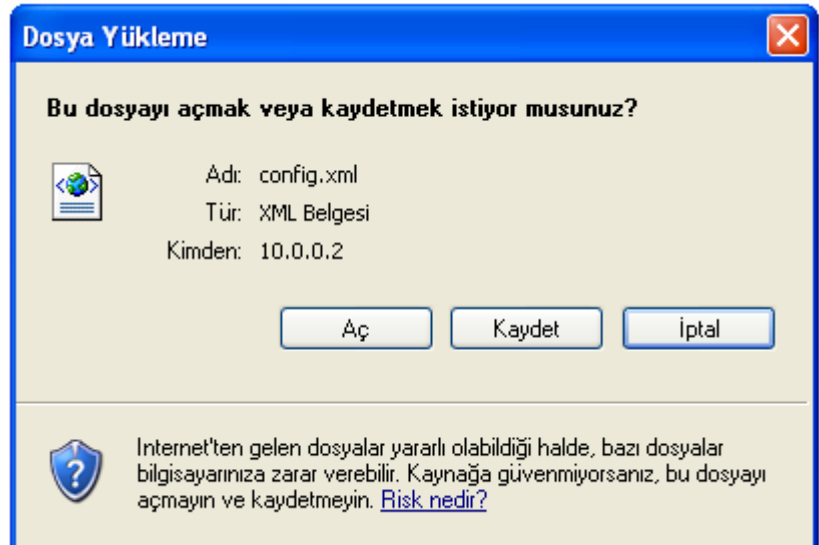 Dosya Yükleme
Bu dosyayı açmak veya kaydetmek istiyor musunuz?
Adı: config.xml
Tür: XML Belgesi
Kimden: 10.0.0.2
Aç Kaydet İptal
Internet'ten gelen dosyalar yararlı olabildiği halde, bazı dosyalar
bilgisayarınıza zarar verebilir. Kaynağa güvenmiyorsanız, bu dosyayı
açmayın ve kaydetmeyin. Risk nedir?